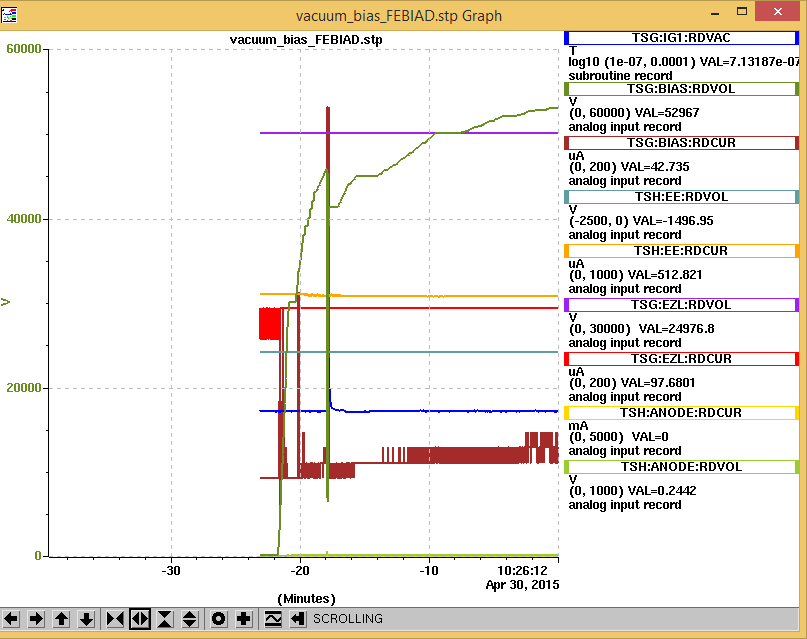 vacuum_bias_FEBIAD.stp Graph
vacuum_bias_FEBIAD.stp
60000
40000
20000
0
V
-30
-20
-10
10:26:12
Apr 30, 2015
(Minutes)
TSG:IG1:RDVAC
T
log10 (1e-07, 0.0001) VAL=7.13187e-07
subroutine record
TSG:BIAS:RDVOL
V
(0, 60000) VAL=52967
analog input record
TSG:BIAS:RDCUR
uA
(0, 200) VAL=42.735
analog input record
TSH:EE:RDVOL
V
(-2500, 0) VAL=-1496.95
analog input record
TSH:EE:RDCUR
uA
(0, 1000) VAL=512.821
analog input record
TSG:EZL:RDVOL
V
(0, 30000) VAL=24976.8
analog input record
TSG:EZL:RDCUR
uA
(0, 200) VAL=97.6801
analog input record
TSH:ANODE:RDCUR
mA
(0, 5000) VAL=0
analog input record
TSH:ANODE:RDVOL
V
(0, 1000) VAL=0.2442
analog input record
SCROLLING